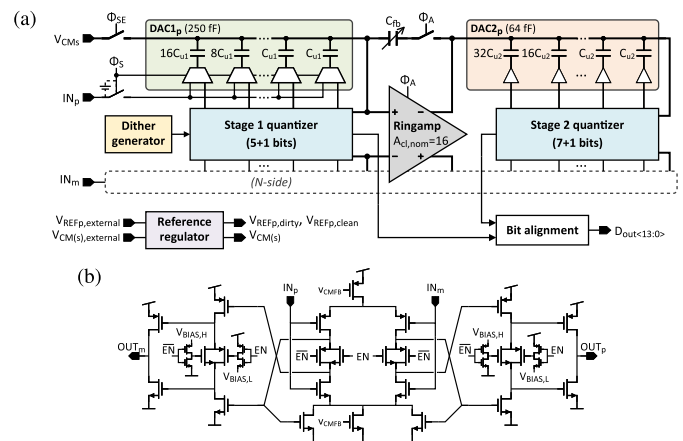 (a)
Φ_SE
DAC1_p (250 fF)
C_fb
Φ_A
DAC2_p (64 fF)
V_CMs
16C_u1 8C_u1 C_u1 C_u1
32C_u2 16C_u2 C_u2 C_u2
Φ_S
IN_p
Φ_A
Dither generator
Stage 1 quantizer (5+1 bits)
+ −
Ringamp
A_cl,nom=16
− +
Stage 2 quantizer (7+1 bits)
IN_m
(N-side)
V_REFp,external
V_CM(s),external
Reference regulator
V_REFp,dirty, V_REFp,clean
V_CM(s)
Bit alignment
D_out<13:0>
(b)
IN_p
v_CMFB
IN_m
V_BIAS,H
V_BIAS,H
OUT_m
EN
EN
EN
EN
EN
EN
EN
OUT_p
V_BIAS,L
V_BIAS,L
v_CMFB